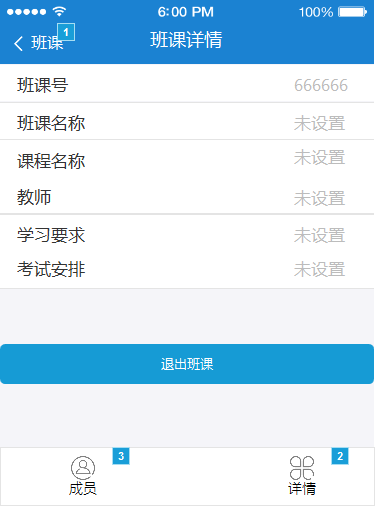 6:00 PM 100%
班课 1 班课详情
班课号 666666
班课名称 未设置
课程名称 未设置
教师 未设置
学习要求 未设置
考试安排 未设置
退出班课
3 2
成员 详情